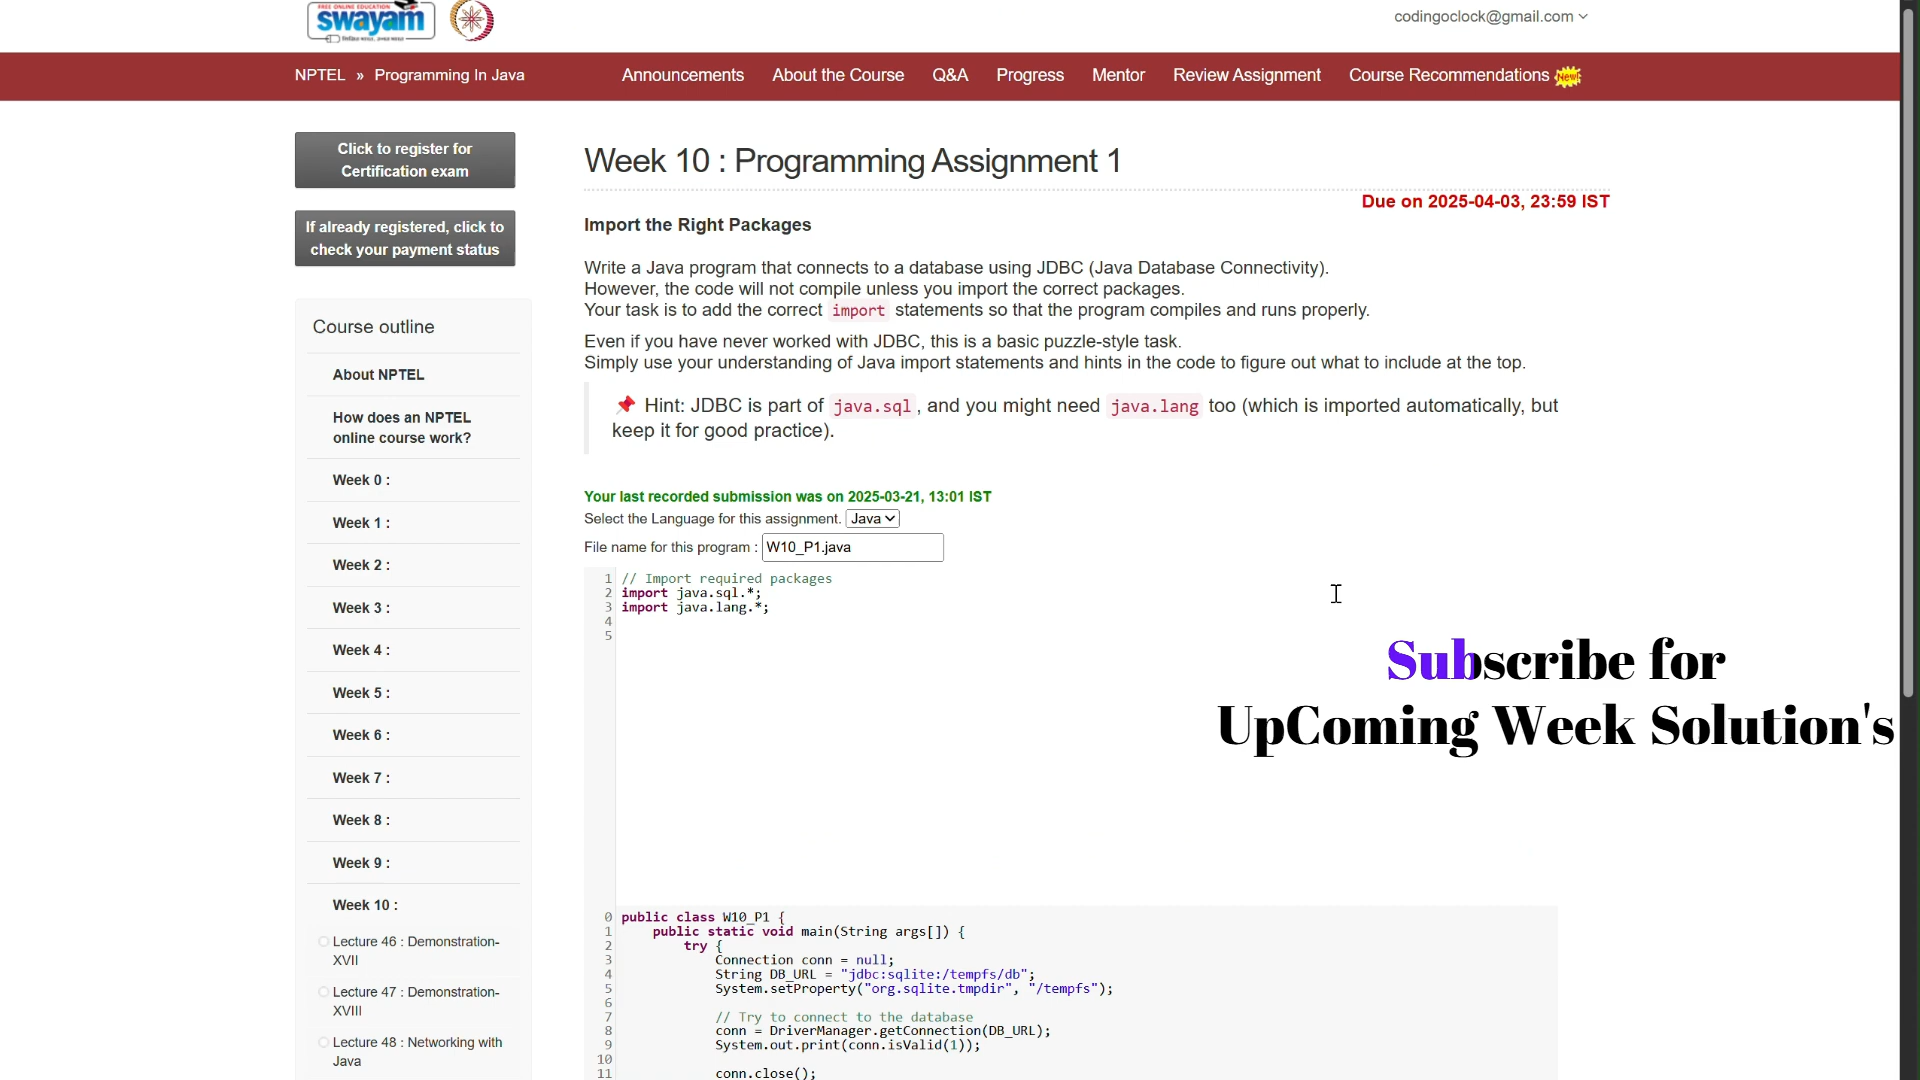 FREE ONLINE EDUCATION
swayam
codingoclock@gmail.com
NPTEL » Programming In Java
Announcements About the Course Q&A Progress Mentor Review Assignment Course Recommendations New!
Click to register for
Certification exam
If already registered, click to
check your payment status
Course outline
About NPTEL
How does an NPTEL
online course work?
Week 0 :
Week 1 :
Week 2 :
Week 3 :
Week 4 :
Week 5 :
Week 6 :
Week 7 :
Week 8 :
Week 9 :
Week 10 :
Lecture 46 : Demonstration-
XVII
Lecture 47 : Demonstration-
XVIII
Lecture 48 : Networking with
Java
Week 10 : Programming Assignment 1
Due on 2025-04-03, 23:59 IST
Import the Right Packages
Write a Java program that connects to a database using JDBC (Java Database Connectivity).
However, the code will not compile unless you import the correct packages.
Your task is to add the correct import statements so that the program compiles and runs properly.
Even if you have never worked with JDBC, this is a basic puzzle-style task.
Simply use your understanding of Java import statements and hints in the code to figure out what to include at the top.
📌 Hint: JDBC is part of java.sql, and you might need java.lang too (which is imported automatically, but
keep it for good practice).
Your last recorded submission was on 2025-03-21, 13:01 IST
Select the Language for this assignment. Java
File name for this program : W10_P1.java
1 // Import required packages
2 import java.sql.*;
3 import java.lang.*;
4
5
Subscribe for
UpComing Week Solution's
0 public class W10_P1 {
1 public static void main(String args[]) {
2 try {
3 Connection conn = null;
4 String DB_URL = "jdbc:sqlite:/tempfs/db";
5 System.setProperty("org.sqlite.tmpdir", "/tempfs");
6
7 // Try to connect to the database
8 conn = DriverManager.getConnection(DB_URL);
9 System.out.print(conn.isValid(1));
10
11 conn.close();